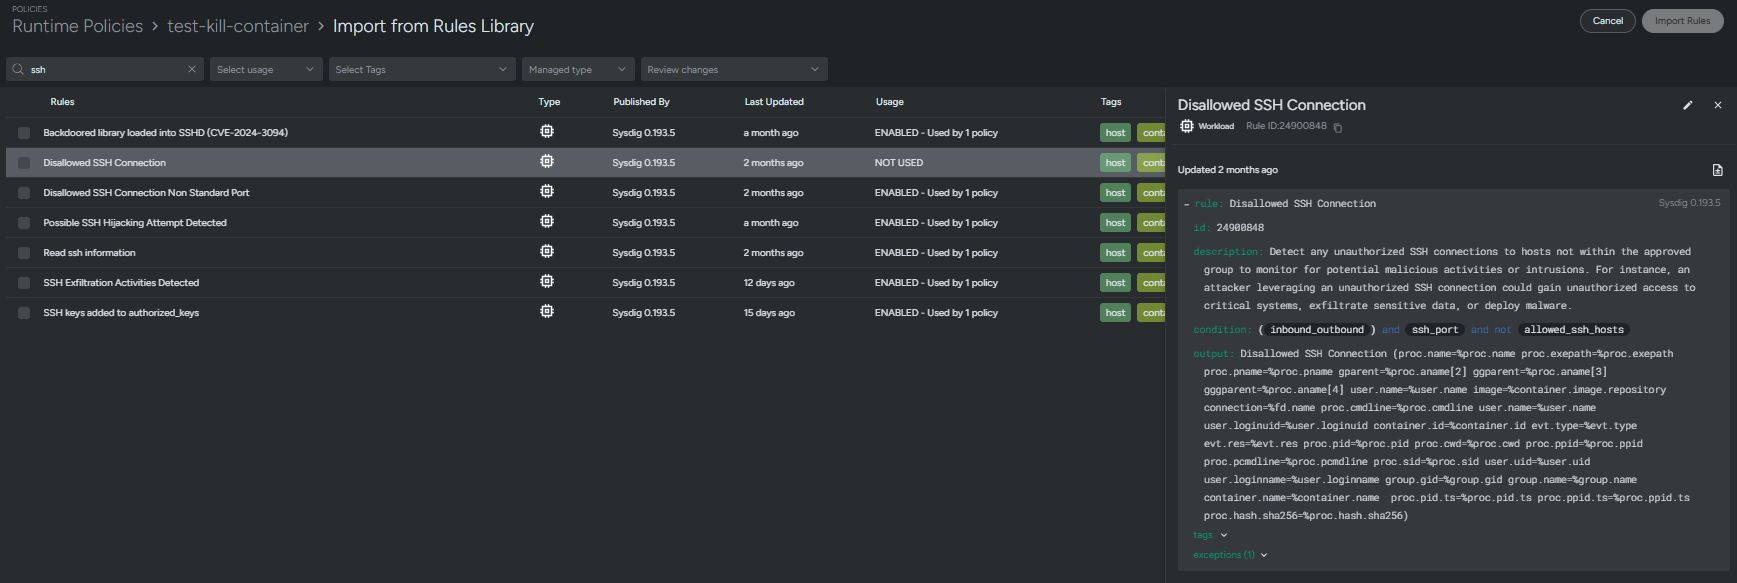 POLICIES
Runtime Policies > test-kill-container > Import from Rules Library
Cancel
Import Rules
ssh
Select usage
Select Tags
Managed type
Review changes
Rules Type Published By Last Updated Usage Tags
Backdoored library loaded into SSHD (CVE-2024-3094) Sysdig 0.193.5 a month ago ENABLED - Used by 1 policy host conta
Disallowed SSH Connection Sysdig 0.193.5 2 months ago NOT USED host conta
Disallowed SSH Connection Non Standard Port Sysdig 0.193.5 2 months ago ENABLED - Used by 1 policy host conta
Possible SSH Hijacking Attempt Detected Sysdig 0.193.5 a month ago ENABLED - Used by 1 policy host conta
Read ssh information Sysdig 0.193.5 2 months ago ENABLED - Used by 1 policy host conta
SSH Exfiltration Activities Detected Sysdig 0.193.5 12 days ago ENABLED - Used by 1 policy host conta
SSH keys added to authorized_keys Sysdig 0.193.5 15 days ago ENABLED - Used by 1 policy host conta
Disallowed SSH Connection
Workload Rule ID:24900848
Updated 2 months ago
- rule: Disallowed SSH Connection Sysdig 0.193.5
id: 24900848
description: Detect any unauthorized SSH connections to hosts not within the approved
group to monitor for potential malicious activities or intrusions. For instance, an
attacker leveraging an unauthorized SSH connection could gain unauthorized access to
critical systems, exfiltrate sensitive data, or deploy malware.
condition: ( inbound_outbound ) and ssh_port and not allowed_ssh_hosts
output: Disallowed SSH Connection (proc.name=%proc.name proc.exepath=%proc.exepath
proc.pname=%proc.pname gparent=%proc.aname[2] ggparent=%proc.aname[3]
gggparent=%proc.aname[4] user.name=%user.name image=%container.image.repository
connection=%fd.name proc.cmdline=%proc.cmdline user.name=%user.name
user.loginuid=%user.loginuid container.id=%container.id evt.type=%evt.type
evt.res=%evt.res proc.pid=%proc.pid proc.cwd=%proc.cwd proc.ppid=%proc.ppid
proc.pcmdline=%proc.pcmdline proc.sid=%proc.sid user.uid=%user.uid
user.loginname=%user.loginname group.gid=%group.gid group.name=%group.name
container.name=%container.name proc.pid.ts=%proc.pid.ts proc.ppid.ts=%proc.ppid.ts
proc.hash.sha256=%proc.hash.sha256)
tags
exceptions (1)